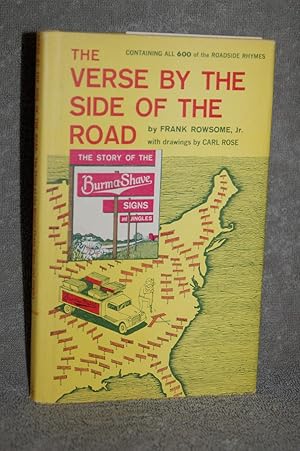 CONTAINING ALL 600 of the ROADSIDE RHYMES
THE
VERSE BY THE
SIDE OF THE
ROAD
by FRANK ROWSOME, Jr.
with drawings by CARL ROSE
THE STORY OF THE
Burma-Shave
SIGNS
and JINGLES